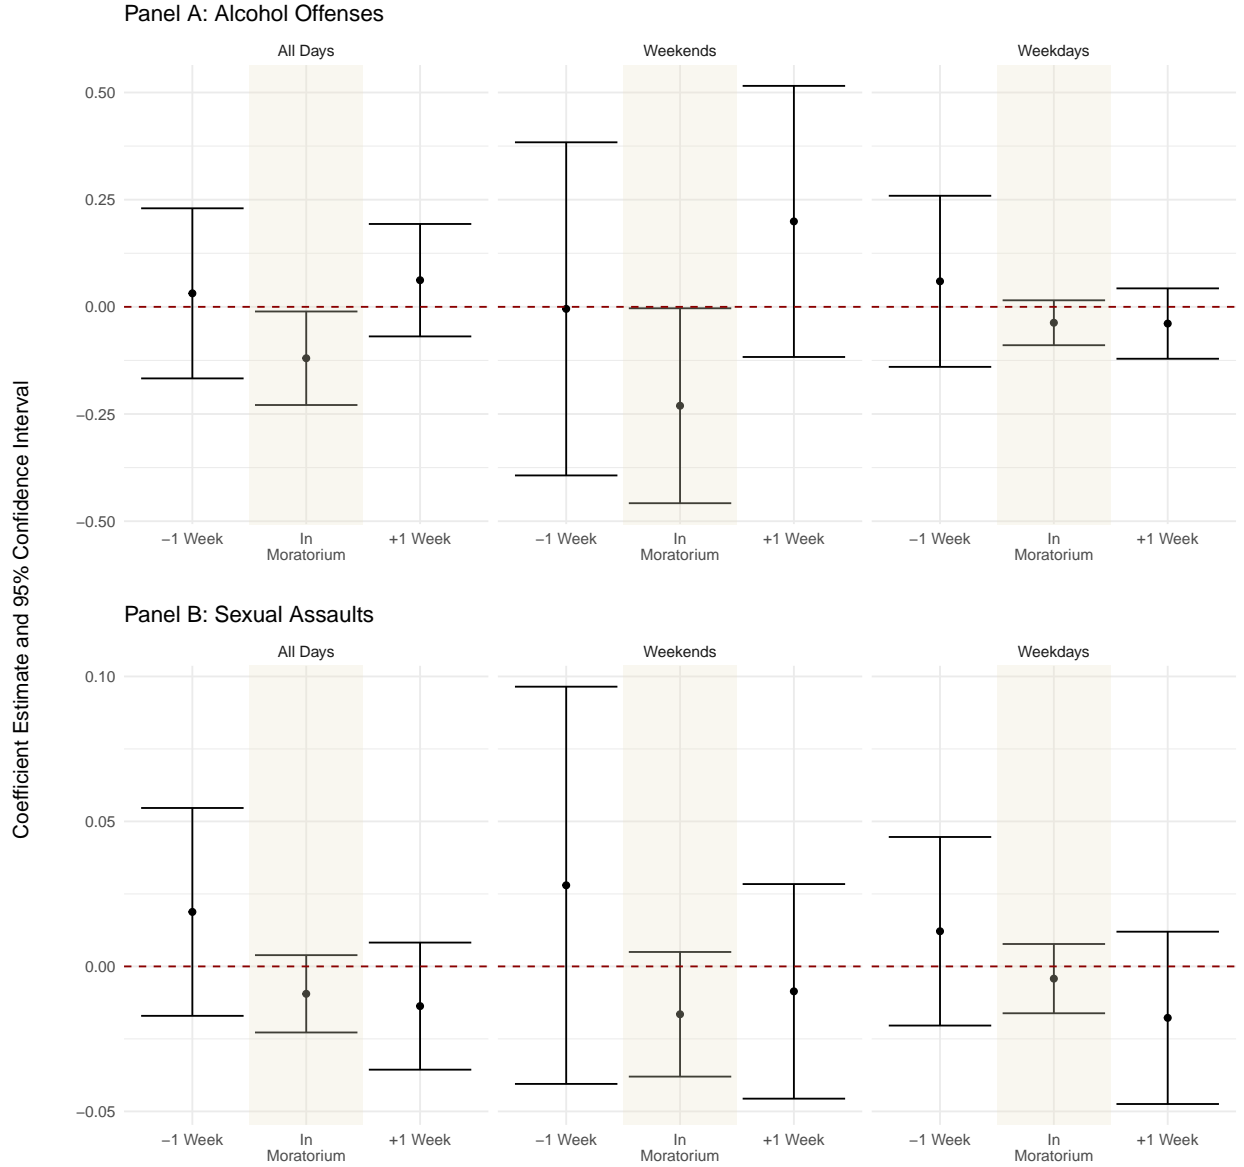 Panel A: Alcohol Offenses
All Days
Weekends
Weekdays
0.50
0.25
0.00
−0.25
−0.50
−1 Week
In
Moratorium
+1 Week
−1 Week
In
Moratorium
+1 Week
−1 Week
In
Moratorium
+1 Week
Coefficient Estimate and 95% Confidence Interval
Panel B: Sexual Assaults
All Days
Weekends
Weekdays
0.10
0.05
0.00
−0.05
−1 Week
In
Moratorium
+1 Week
−1 Week
In
Moratorium
+1 Week
−1 Week
In
Moratorium
+1 Week